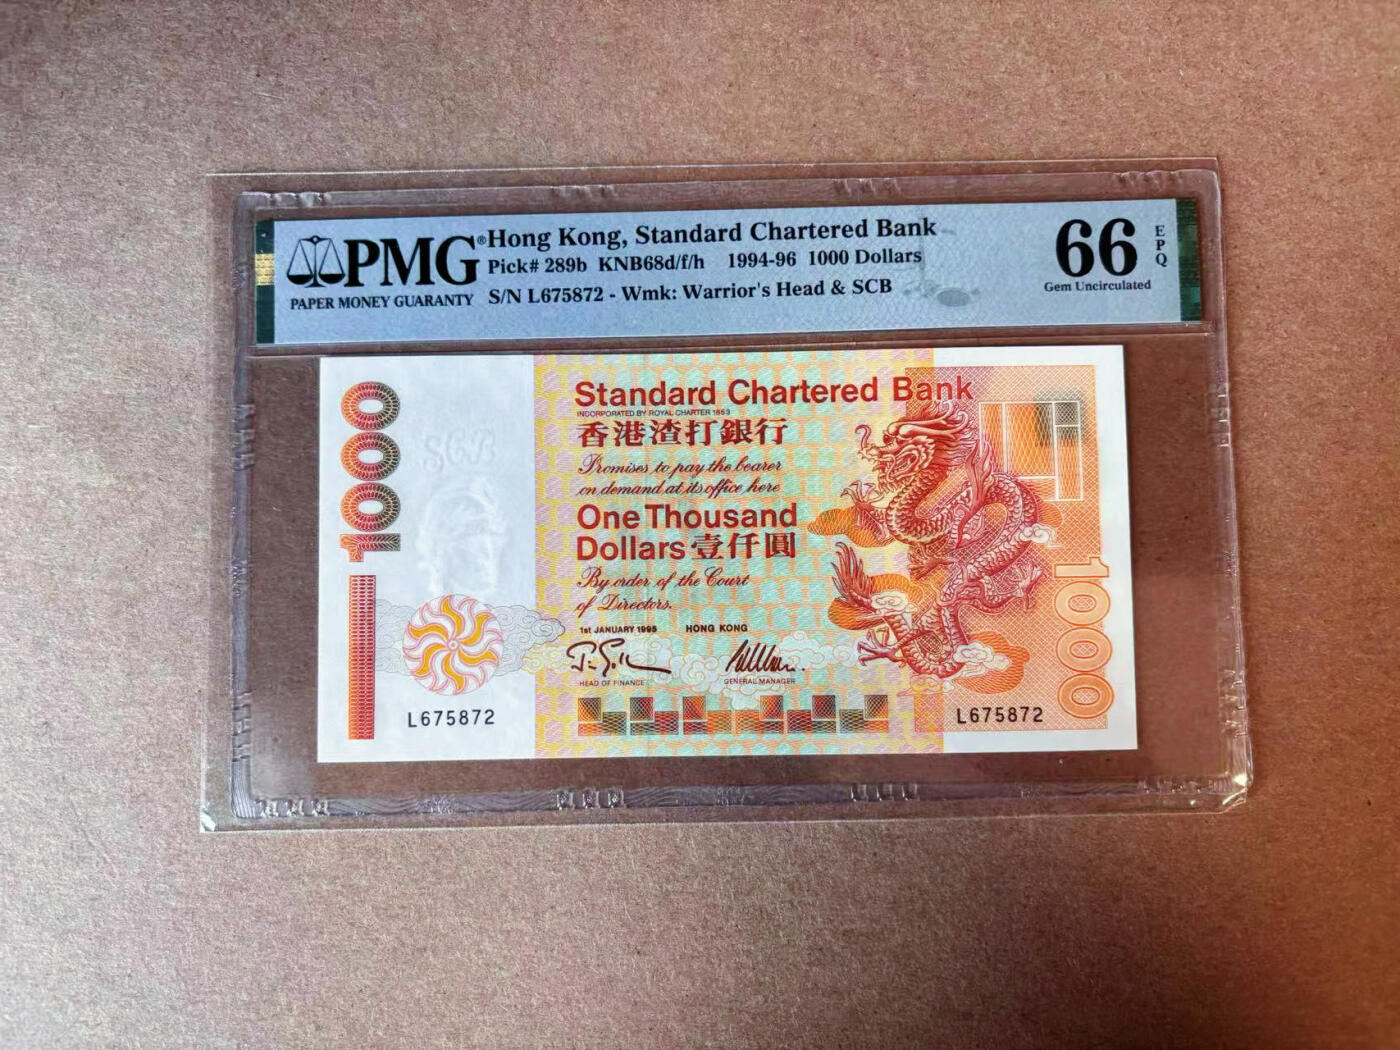 PMG®
PAPER MONEY GUARANTY
Hong Kong, Standard Chartered Bank
Pick# 289b KNB68d/f/h 1994-96 1000 Dollars
S/N L675872 - Wmk: Warrior's Head & SCB
66
EPQ
Gem Uncirculated
1000
SCB
Standard Chartered Bank
INCORPORATED BY ROYAL CHARTER 1853
香港渣打銀行
Promises to pay the bearer
on demand at its office here
One Thousand
Dollars 壹仟圓
By order of the Court
of Directors.
1st JANUARY 1995 HONG KONG
HEAD OF FINANCE GENERAL MANAGER
L675872
L675872
1000